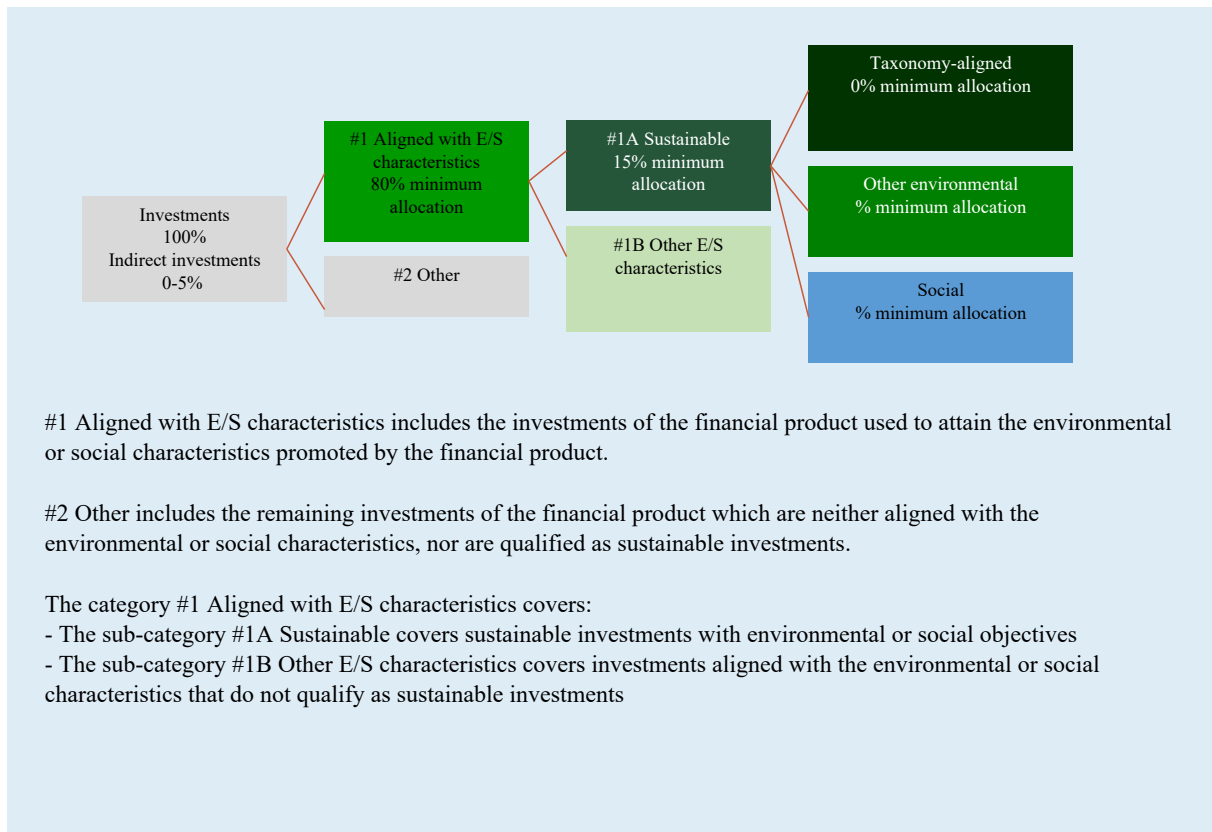 Investments
100%
Indirect investments
0-5%
#1 Aligned with E/S
characteristics
80% minimum
allocation
#2 Other
#1A Sustainable
15% minimum
allocation
#1B Other E/S
characteristics
Taxonomy-aligned
0% minimum allocation
Other environmental
% minimum allocation
Social
% minimum allocation
#1 Aligned with E/S characteristics includes the investments of the financial product used to attain the environmental
or social characteristics promoted by the financial product.
#2 Other includes the remaining investments of the financial product which are neither aligned with the
environmental or social characteristics, nor are qualified as sustainable investments.
The category #1 Aligned with E/S characteristics covers:
- The sub-category #1A Sustainable covers sustainable investments with environmental or social objectives
- The sub-category #1B Other E/S characteristics covers investments aligned with the environmental or social
characteristics that do not qualify as sustainable investments